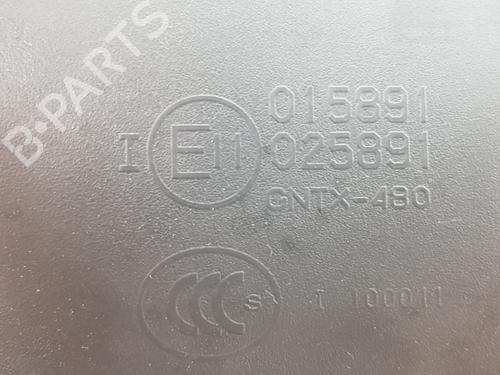 B·PARTS
015891
I E11 025891
GNTX-480
CCC S I 100011